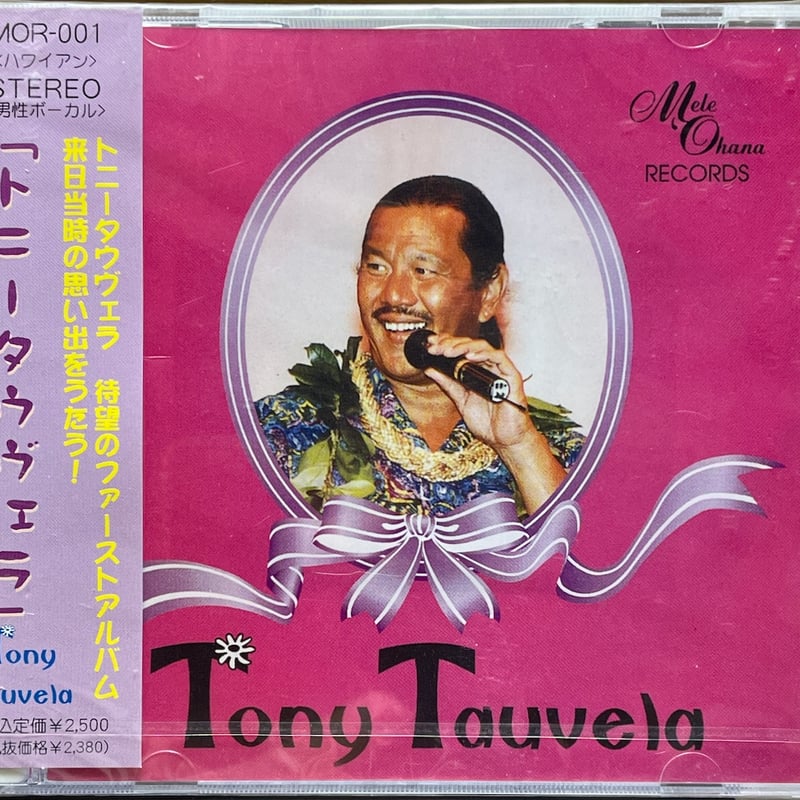 MOR-001
<ハワイアン>
STEREO
男性ボーカル>
トニータウヴェラ 待望のファーストアルバム
来日当時の思い出をうたう!
「トニータウヴェラ」
Tony
Tauvela
込定価¥2,500
抜価格¥2,380)
Mele
'Ohana
RECORDS
Tony Tauvela